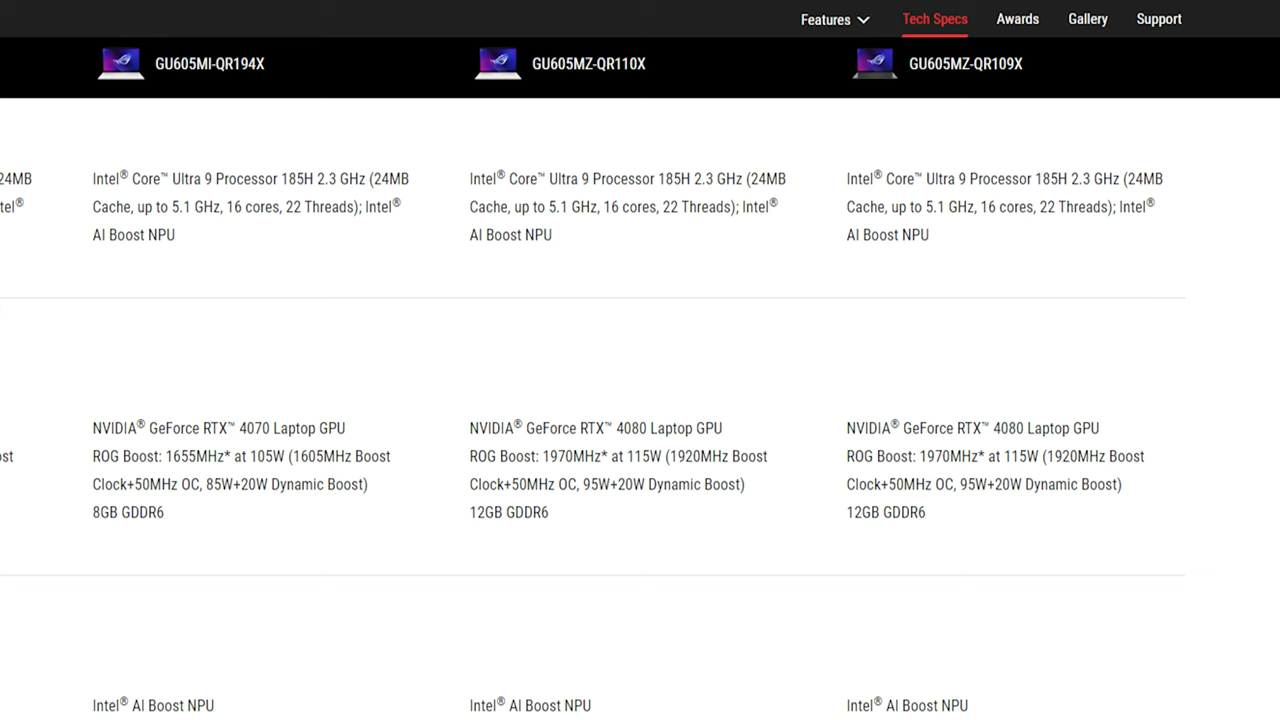 Features
Tech Specs
Awards
Gallery
Support
GU605MI-QR194X
GU605MZ-QR110X
GU605MZ-QR109X
24MB
tel®
Intel® Core™ Ultra 9 Processor 185H 2.3 GHz (24MB
Cache, up to 5.1 GHz, 16 cores, 22 Threads); Intel®
AI Boost NPU
Intel® Core™ Ultra 9 Processor 185H 2.3 GHz (24MB
Cache, up to 5.1 GHz, 16 cores, 22 Threads); Intel®
AI Boost NPU
Intel® Core™ Ultra 9 Processor 185H 2.3 GHz (24MB
Cache, up to 5.1 GHz, 16 cores, 22 Threads); Intel®
AI Boost NPU
ost
NVIDIA® GeForce RTX™ 4070 Laptop GPU
ROG Boost: 1655MHz* at 105W (1605MHz Boost
Clock+50MHz OC, 85W+20W Dynamic Boost)
8GB GDDR6
NVIDIA® GeForce RTX™ 4080 Laptop GPU
ROG Boost: 1970MHz* at 115W (1920MHz Boost
Clock+50MHz OC, 95W+20W Dynamic Boost)
12GB GDDR6
NVIDIA® GeForce RTX™ 4080 Laptop GPU
ROG Boost: 1970MHz* at 115W (1920MHz Boost
Clock+50MHz OC, 95W+20W Dynamic Boost)
12GB GDDR6
Intel® AI Boost NPU
Intel® AI Boost NPU
Intel® AI Boost NPU